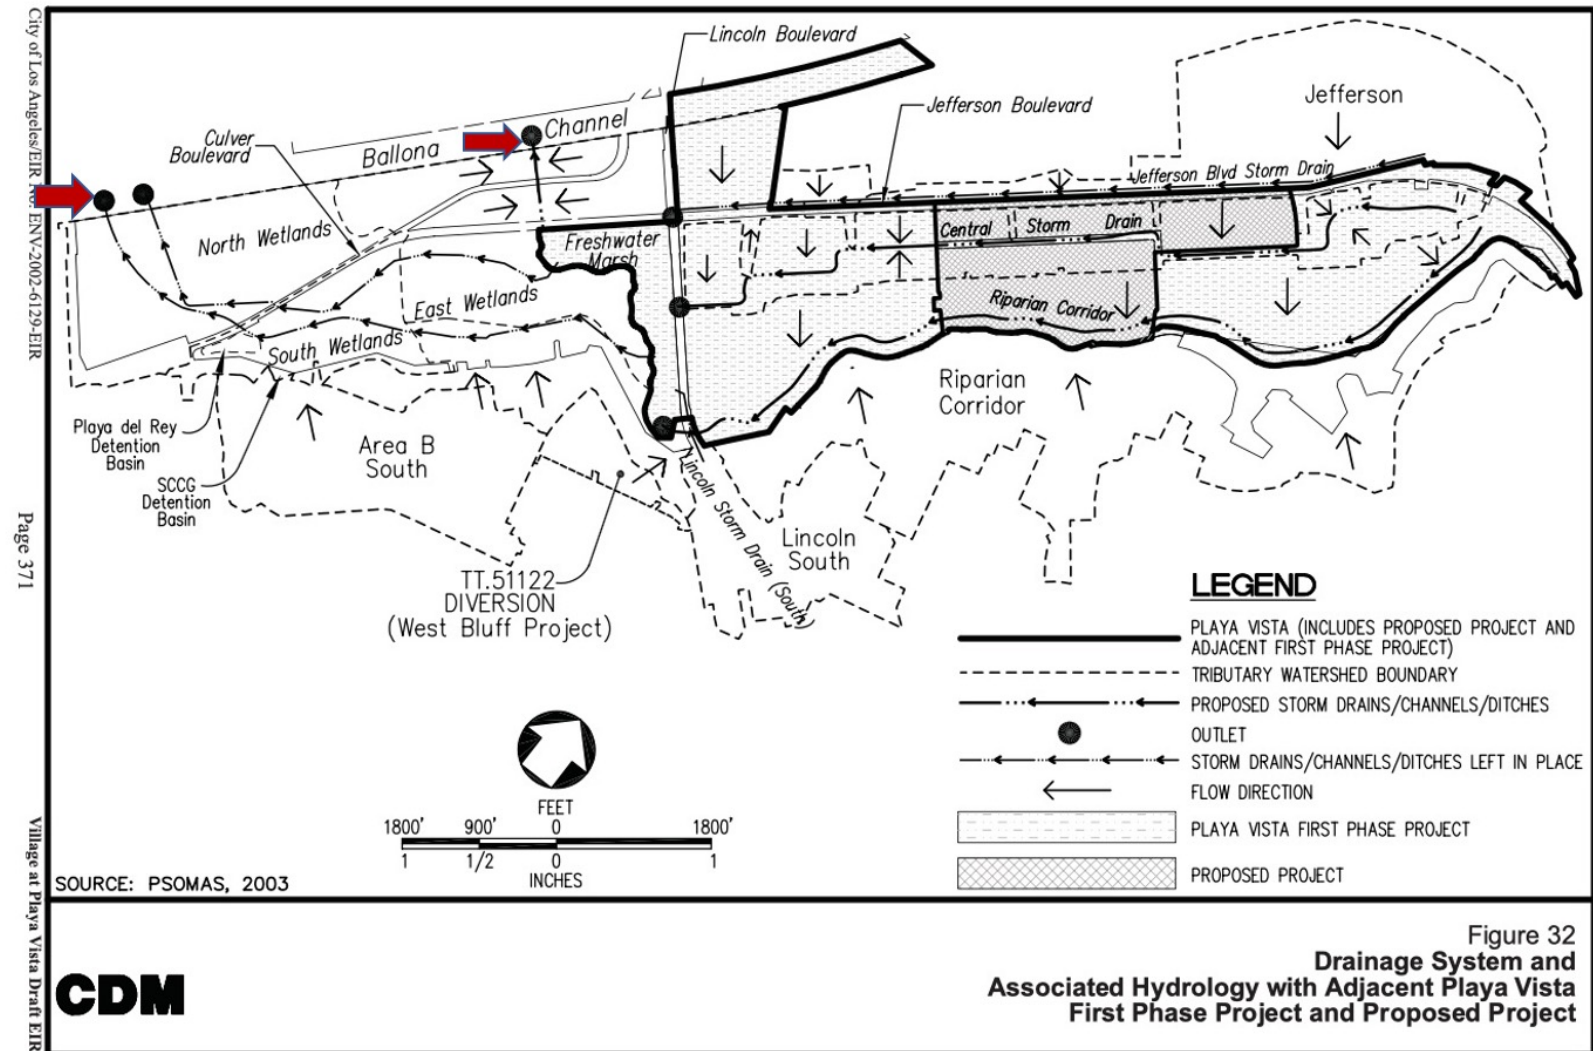 City of Los Angeles/EIR No. ENV-2002-6129-EIR
Page 371
Village at Playa Vista Draft EIR
Lincoln Boulevard
Jefferson Boulevard
Jefferson
Culver
Boulevard
Ballona
Channel
Jefferson Blvd Storm Drain
North Wetlands
Freshwater
Marsh
Central Storm Drain
East Wetlands
Riparian Corridor
South Wetlands
Riparian
Corridor
Playa del Rey
Detention
Basin
Area B
South
SCCG
Detention
Basin
Lincoln Storm Drain (South)
Lincoln
South
TT.51122
DIVERSION
(West Bluff Project)
LEGEND
PLAYA VISTA (INCLUDES PROPOSED PROJECT AND
ADJACENT FIRST PHASE PROJECT)
TRIBUTARY WATERSHED BOUNDARY
PROPOSED STORM DRAINS/CHANNELS/DITCHES
OUTLET
STORM DRAINS/CHANNELS/DITCHES LEFT IN PLACE
FLOW DIRECTION
PLAYA VISTA FIRST PHASE PROJECT
PROPOSED PROJECT
FEET
1800' 900' 0 1800'
1 1/2 0 1
INCHES
SOURCE: PSOMAS, 2003
CDM
Figure 32
Drainage System and
Associated Hydrology with Adjacent Playa Vista
First Phase Project and Proposed Project